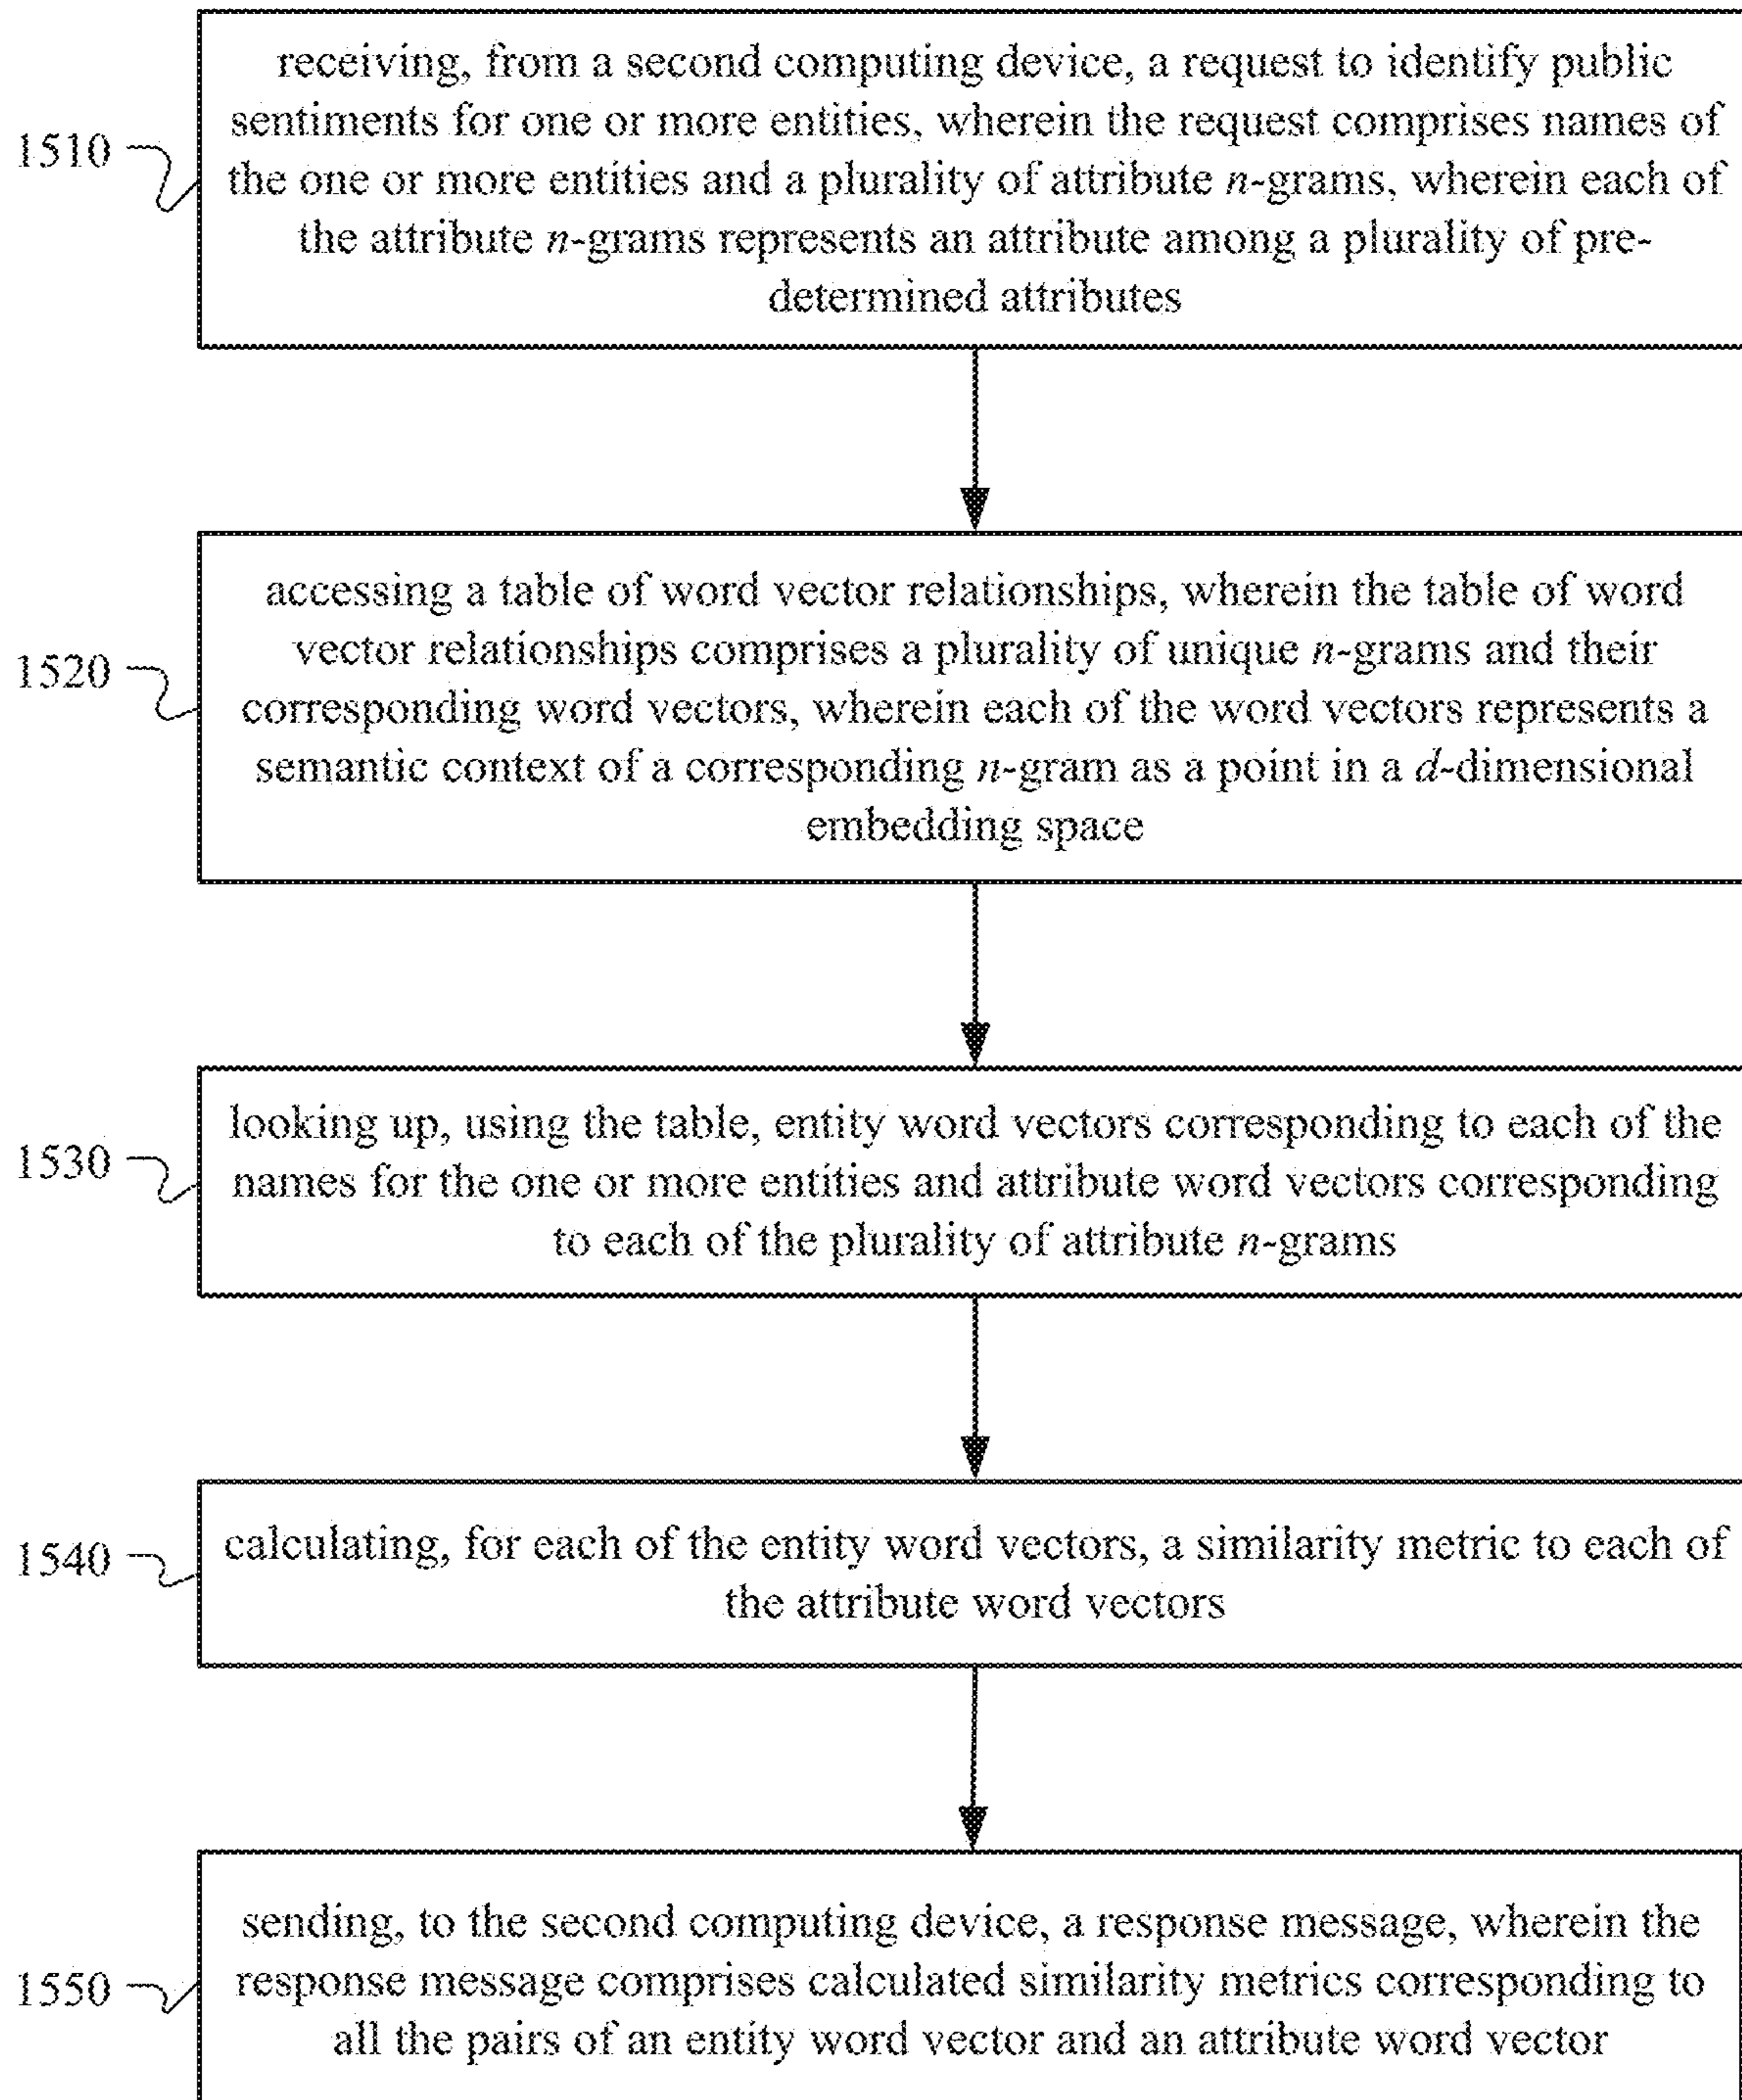 receiving, from a second computing device, a request to identify public
sentiments for one or more entities, wherein the request comprises names of
1510
the one or more entities and a plurality of attribute n-grams, wherein each of
the attribute n-grams represents an attribute among a plurality of pre-
determined attributes
accessing a table of word vector relationships, wherein the table of word
vector relationships comprises a plurality of unique n-grams and their
1520
corresponding word vectors, wherein each of the word vectors represents a
semantic context of a corresponding n-gram as a point in a d-dimensional
embedding space
looking up, using the table, entity word vectors corresponding to each of the
1530
names for the one or more entities and attribute word vectors corresponding
to each of the plurality of attribute n-grams
calculating, for each of the entity word vectors, a similarity metric to each of
1540
the attribute word vectors
sending, to the second computing device, a response message, wherein the
response message comprises calculated similarity metrics corresponding to
1550
all the pairs of an entity word vector and an attribute word vector